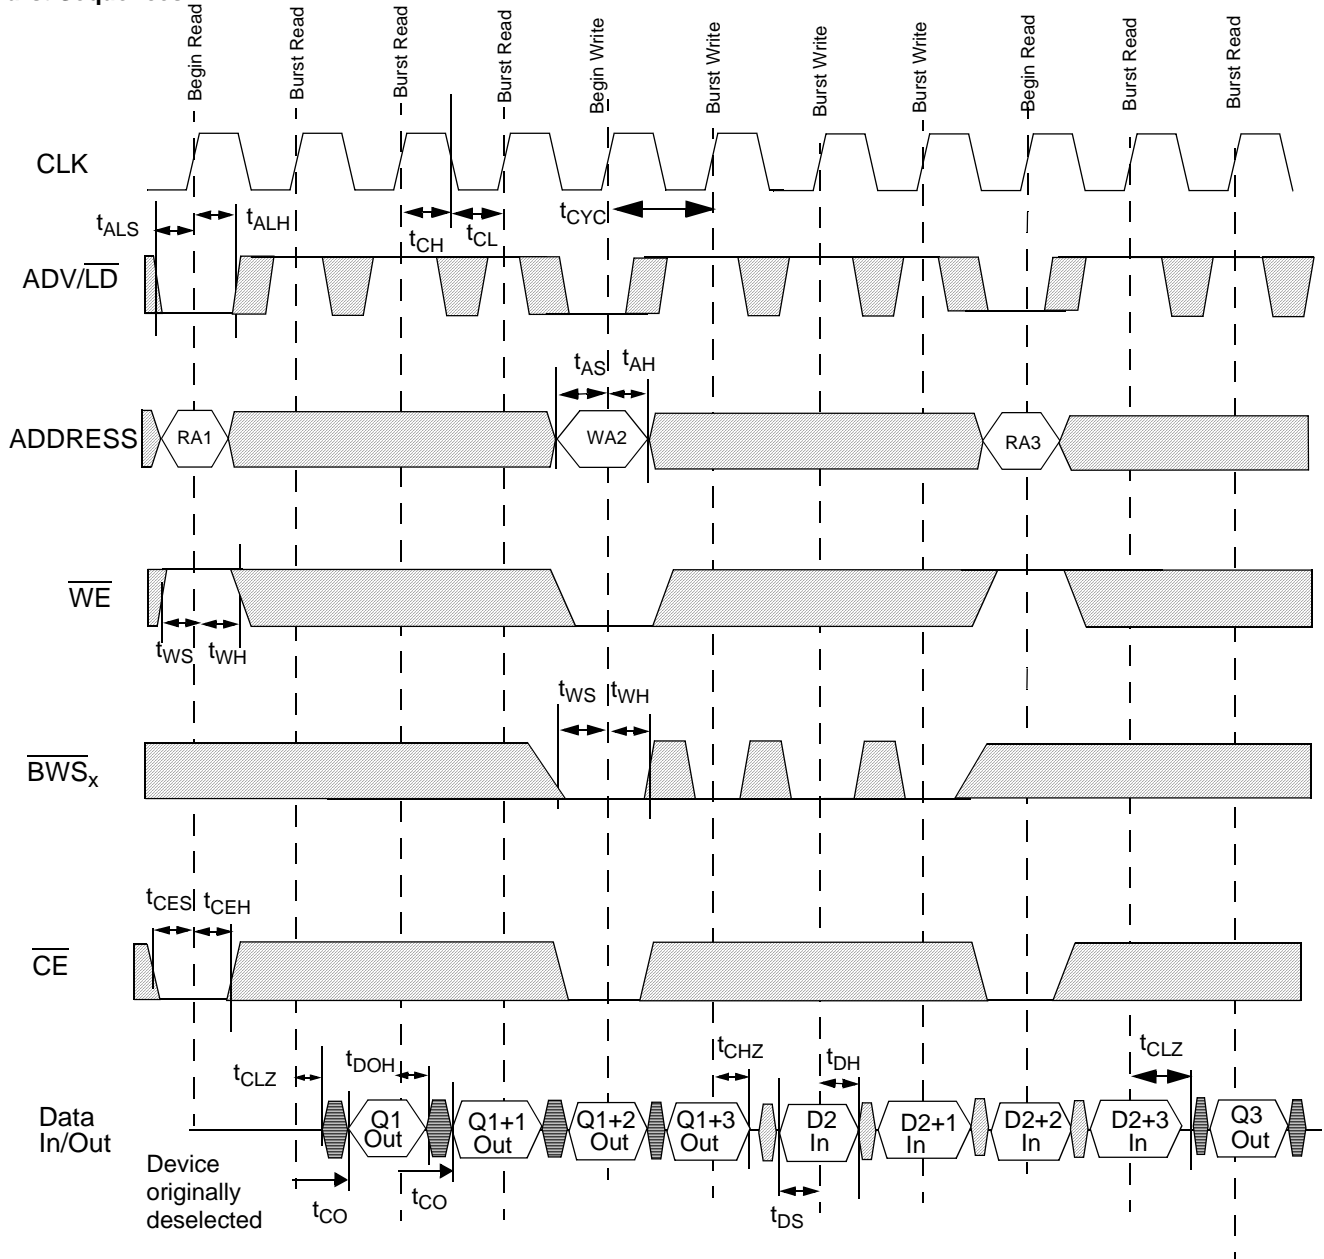 Begin Read
Burst Read
Burst Read
Burst Read
Begin Write
Burst Write
Burst Write
Burst Write
Begin Read
Burst Read
Burst Read
CLK
tALS
tALH
tCH
tCL
tCYC
ADV/LD
tAS
tAH
ADDRESS
RA1
WA2
RA3
WE
tWS
tWH
tWS
tWH
BWSx
tCES
tCEH
CE
tCLZ
tDOH
tCHZ
tDH
tCLZ
Data
In/Out
Q1
Out
Q1+1
Out
Q1+2
Out
Q1+3
Out
D2
In
D2+1
In
D2+2
In
D2+3
In
Q3
Out
Device
originally
deselected
tCO
tCO
tDS